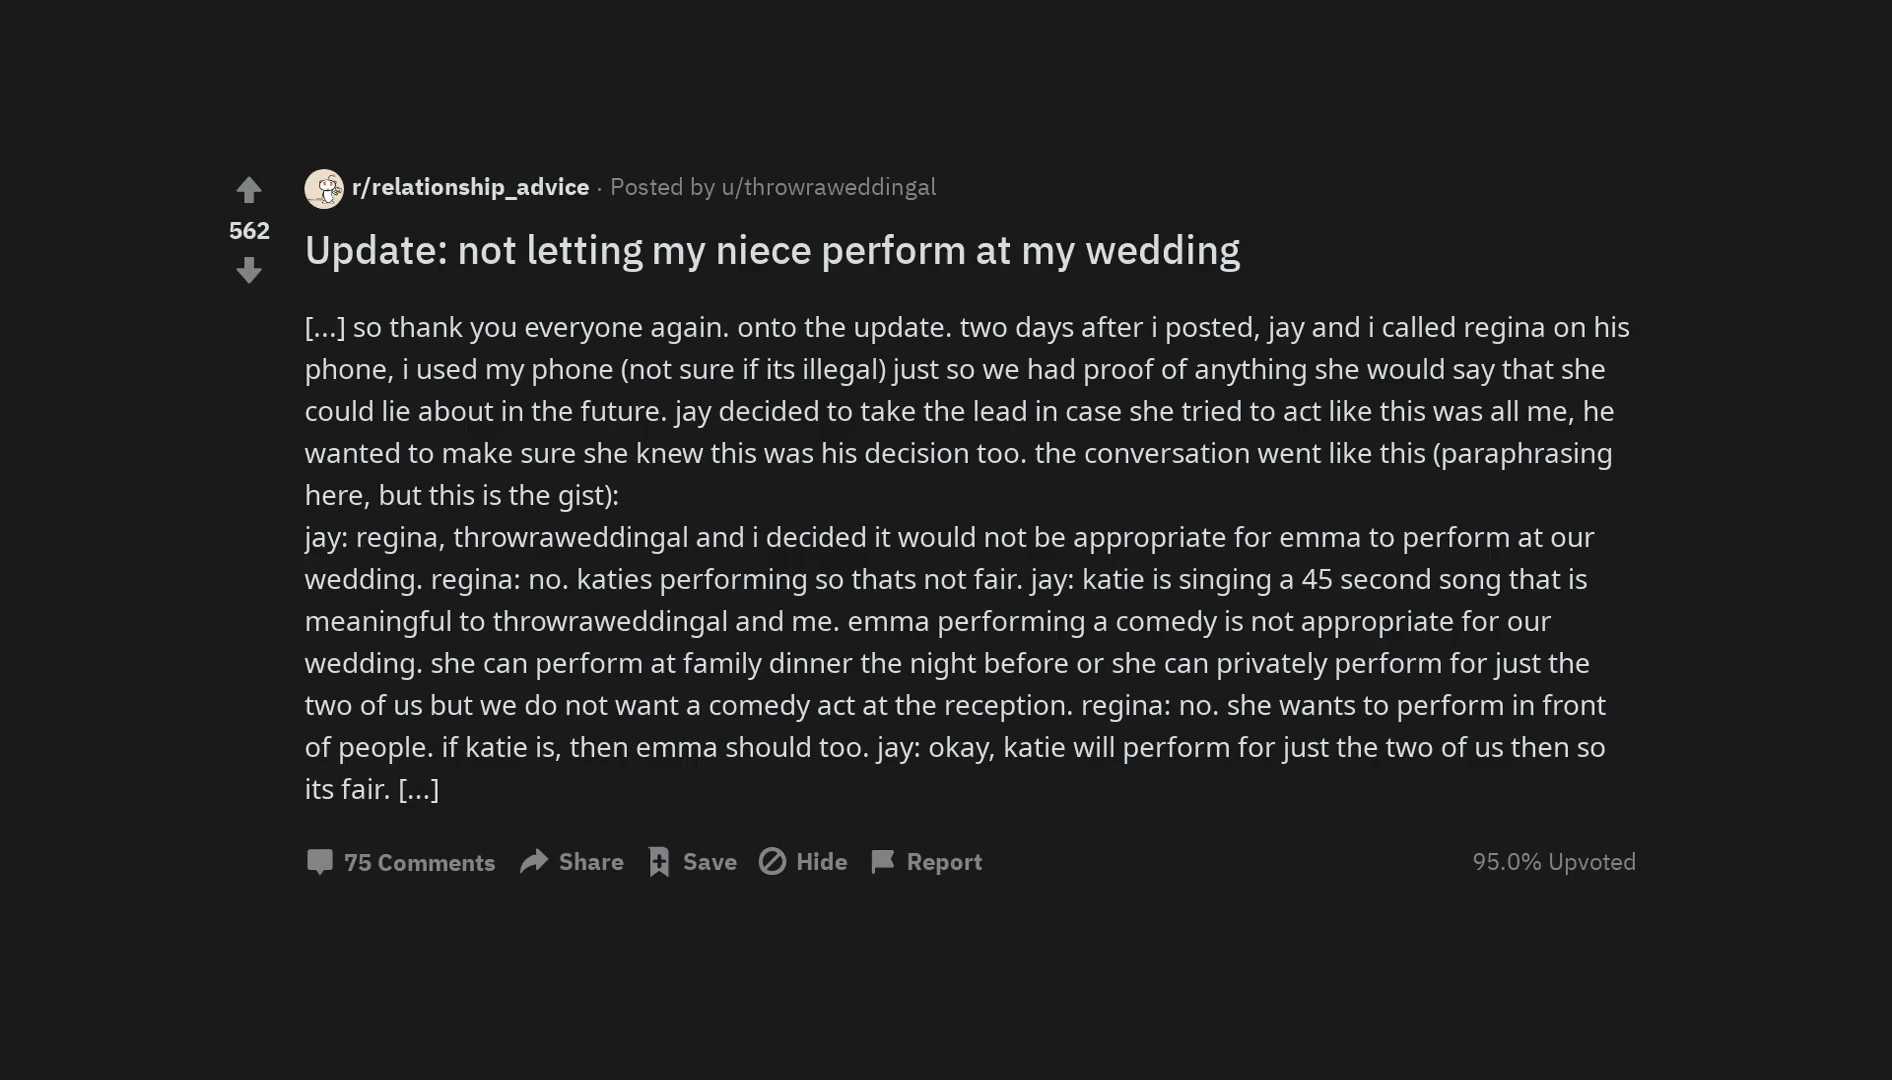 r/relationship_advice · Posted by u/throwraweddingal
562
Update: not letting my niece perform at my wedding
[...] so thank you everyone again. onto the update. two days after i posted, jay and i called regina on his
phone, i used my phone (not sure if its illegal) just so we had proof of anything she would say that she
could lie about in the future. jay decided to take the lead in case she tried to act like this was all me, he
wanted to make sure she knew this was his decision too. the conversation went like this (paraphrasing
here, but this is the gist):
jay: regina, throwraweddingal and i decided it would not be appropriate for emma to perform at our
wedding. regina: no. katies performing so thats not fair. jay: katie is singing a 45 second song that is
meaningful to throwraweddingal and me. emma performing a comedy is not appropriate for our
wedding. she can perform at family dinner the night before or she can privately perform for just the
two of us but we do not want a comedy act at the reception. regina: no. she wants to perform in front
of people. if katie is, then emma should too. jay: okay, katie will perform for just the two of us then so
its fair. [...]
75 Comments Share Save Hide Report 95.0% Upvoted